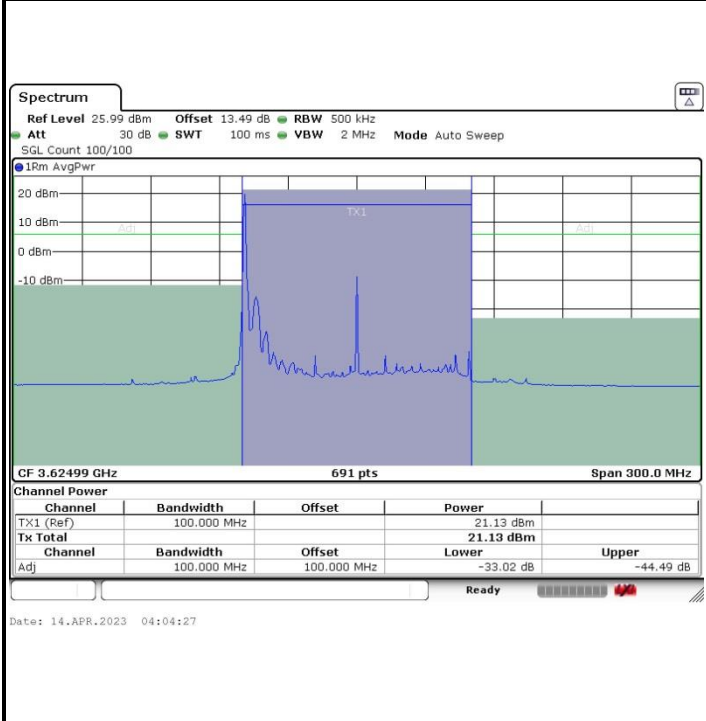 Spectrum
Ref Level 25.99 dBm Offset 13.49 dB RBW 500 kHz
Att 30 dB SWT 100 ms VBW 2 MHz Mode Auto Sweep
SGL Count 100/100
1Rm AvgPwr
20 dBm
TX1
10 dBm
Adj Adj
0 dBm
-10 dBm
CF 3.62499 GHz 691 pts Span 300.0 MHz
Channel Power
Channel Bandwidth Offset Power
TX1 (Ref) 100.000 MHz 21.13 dBm
Tx Total 21.13 dBm
Channel Bandwidth Offset Lower Upper
Adj 100.000 MHz 100.000 MHz -33.02 dB -44.49 dB
Ready
Date: 14.APR.2023 04:04:27